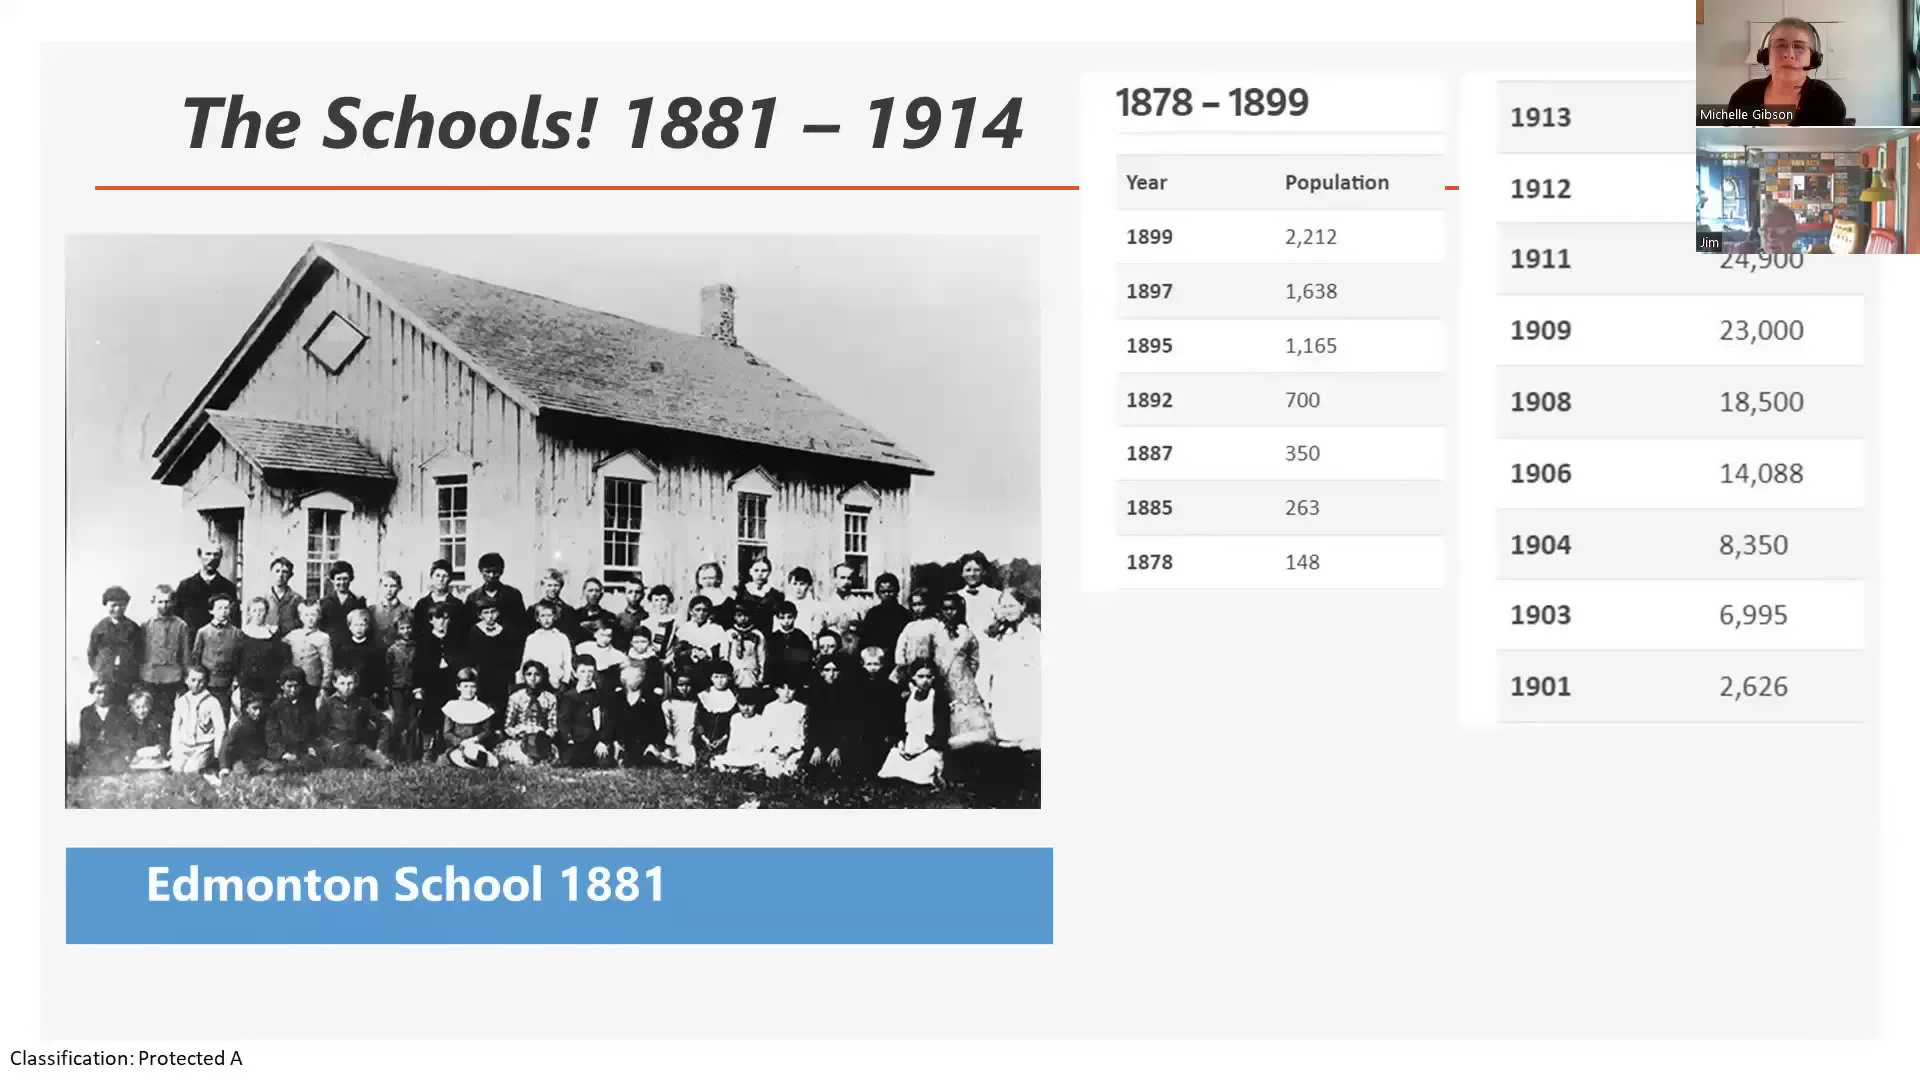 The Schools! 1881 – 1914
1878 – 1899
Year Population
1899 2,212
1897 1,638
1895 1,165
1892 700
1887 350
1885 263
1878 148
1913
1912
1911 24,900
1909 23,000
1908 18,500
1906 14,088
1904 8,350
1903 6,995
1901 2,626
Michelle Gibson
Jim
Edmonton School 1881
Classification: Protected A